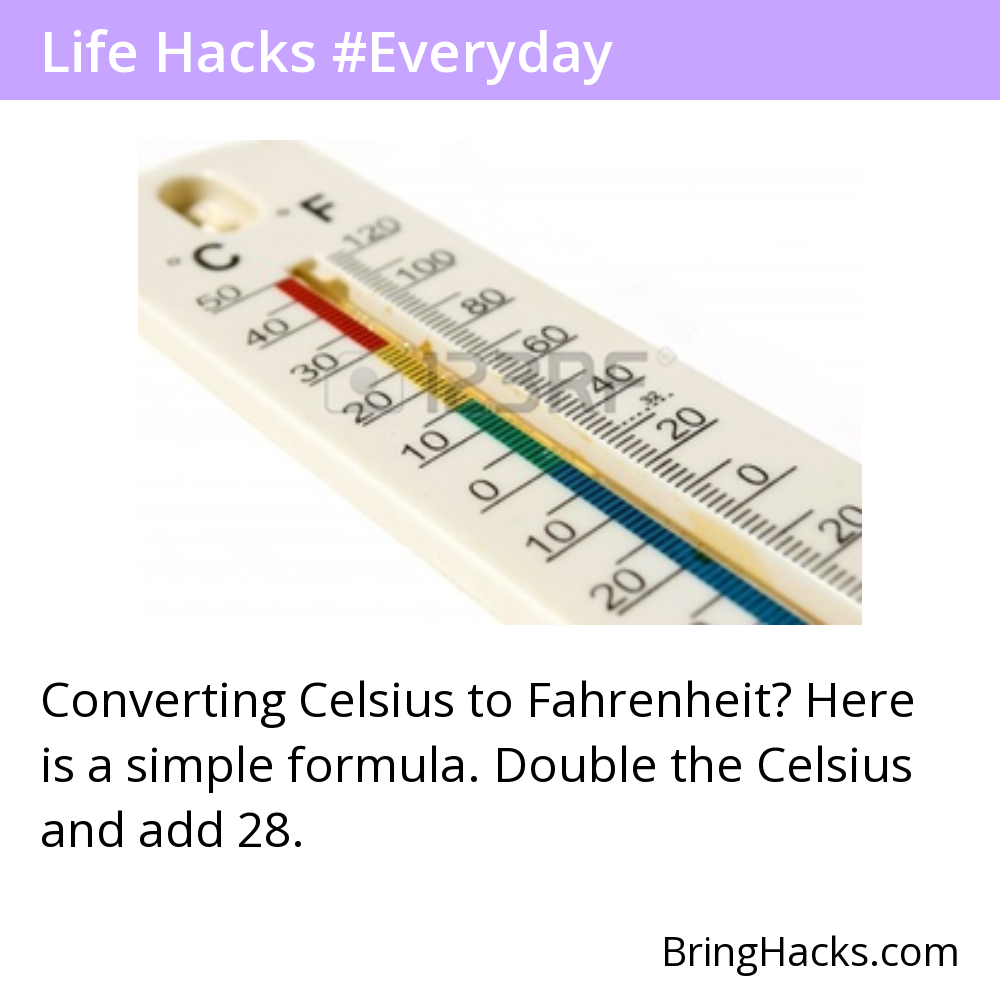 Life Hacks #Everyday
° F
° C
120
100
80
60
40
20
0
20
50
40
30
20
10
0
10
20
123RF®
Converting Celsius to Fahrenheit? Here
is a simple formula. Double the Celsius
and add 28.
BringHacks.com